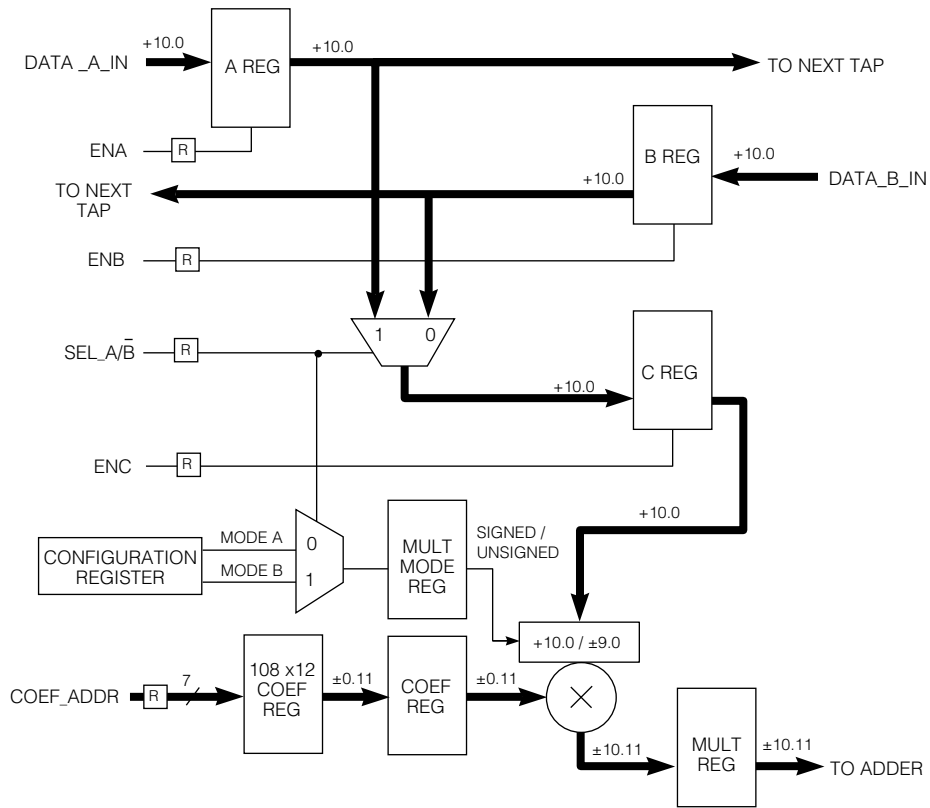 DATA _A_IN
+10.0
A REG
+10.0
TO NEXT TAP
ENA
R
B REG
+10.0
DATA_B_IN
TO NEXT
TAP
+10.0
ENB
R
1
0
SEL_A/B̅
R
+10.0
C REG
ENC
R
+10.0
CONFIGURATION
REGISTER
MODE A
MODE B
0
1
MULT
MODE
REG
SIGNED /
UNSIGNED
+10.0 / ±9.0
COEF_ADDR
R
7
108 x12
COEF
REG
±0.11
COEF
REG
±0.11
±10.11
MULT
REG
±10.11
TO ADDER